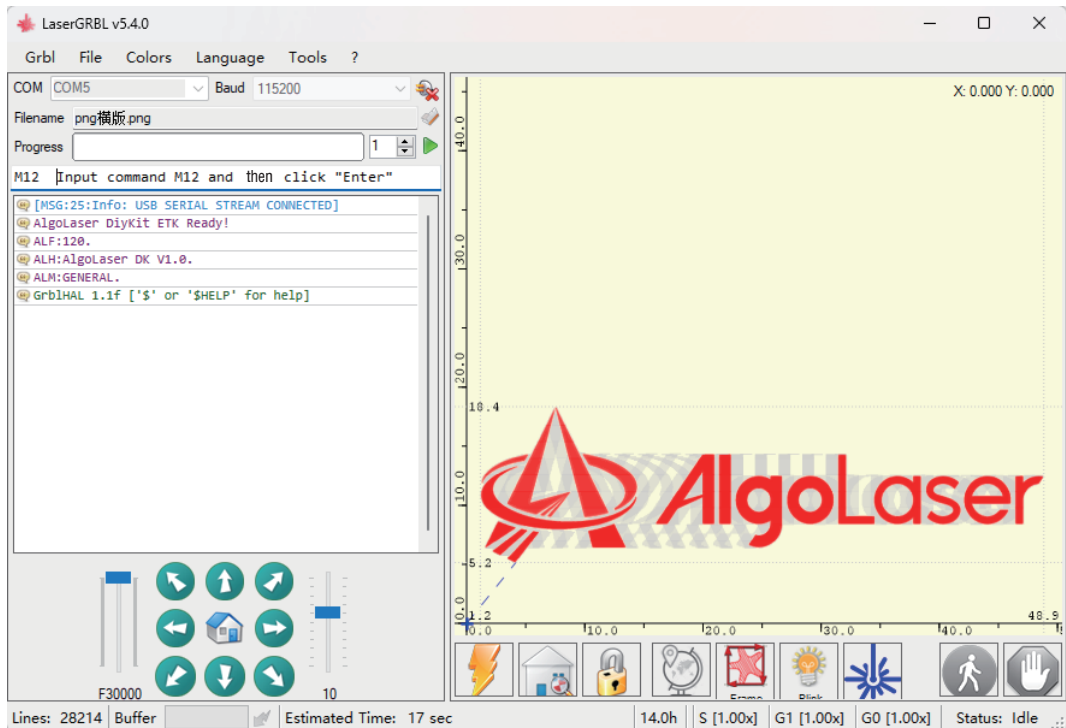 LaserGRBL v5.4.0
Grbl File Colors Language Tools ?
COM COM5 Baud 115200
Filename png横版.png
Progress 1
M12 Input command M12 and then click "Enter"
[MSG:25:Info: USB SERIAL STREAM CONNECTED]
AlgoLaser DiyKit ETK Ready!
ALF:120.
ALH:AlgoLaser DK V1.0.
ALM:GENERAL.
GrblHAL 1.1f ['$' or '$HELP' for help]
F30000
10
X: 0.000 Y: 0.000
40.0
30.0
20.0
18.4
10.0
AlgoLaser
5.2
0.0
1.2
48.9
0.0 10.0 20.0 30.0 40.0
Lines: 28214 Buffer Estimated Time: 17 sec 14.0h S [1.00x] G1 [1.00x] G0 [1.00x] Status: Idle